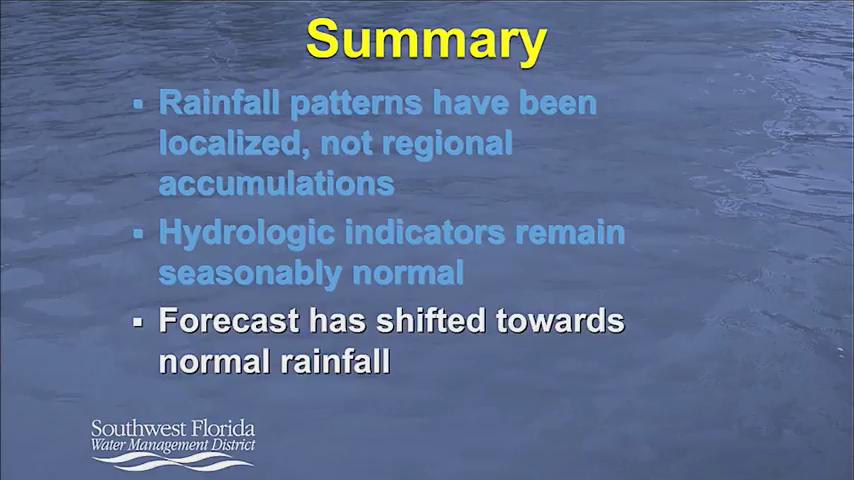 Summary
▪ Rainfall patterns have been
localized, not regional
accumulations
▪ Hydrologic indicators remain
seasonably normal
▪ Forecast has shifted towards
normal rainfall
Southwest Florida
Water Management District